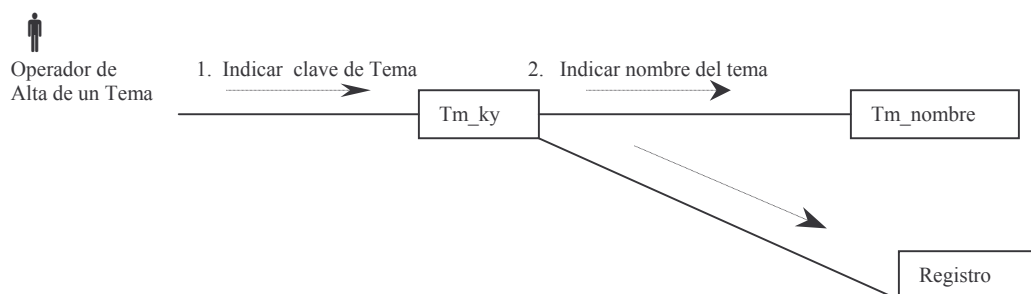 Operador de
Alta de un Tema
1. Indicar clave de Tema
2. Indicar nombre del tema
Tm_ky
Tm_nombre
Registro